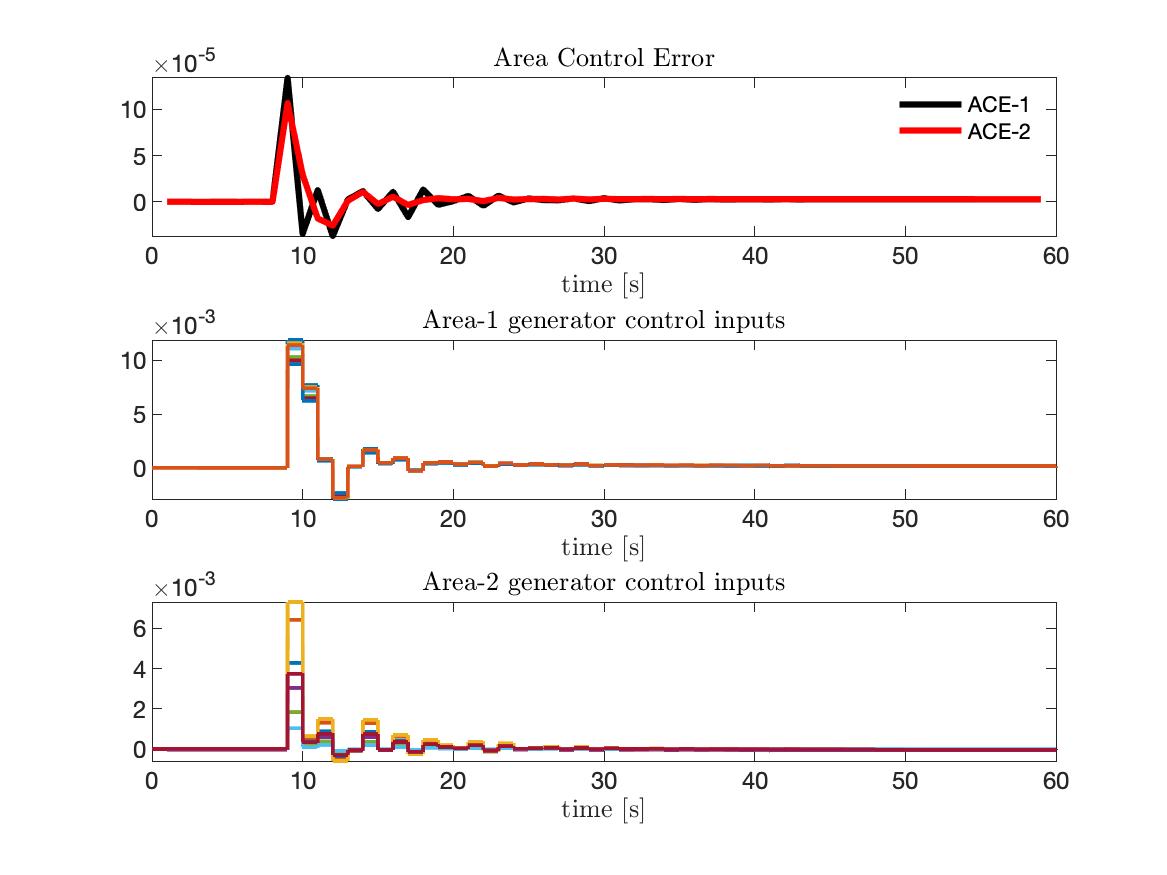 Area Control Error
×10⁻⁵
10
5
0
ACE-1
ACE-2
0 10 20 30 40 50 60
time [s]
Area-1 generator control inputs
×10⁻³
10
5
0
0 10 20 30 40 50 60
time [s]
Area-2 generator control inputs
×10⁻³
6
4
2
0
0 10 20 30 40 50 60
time [s]